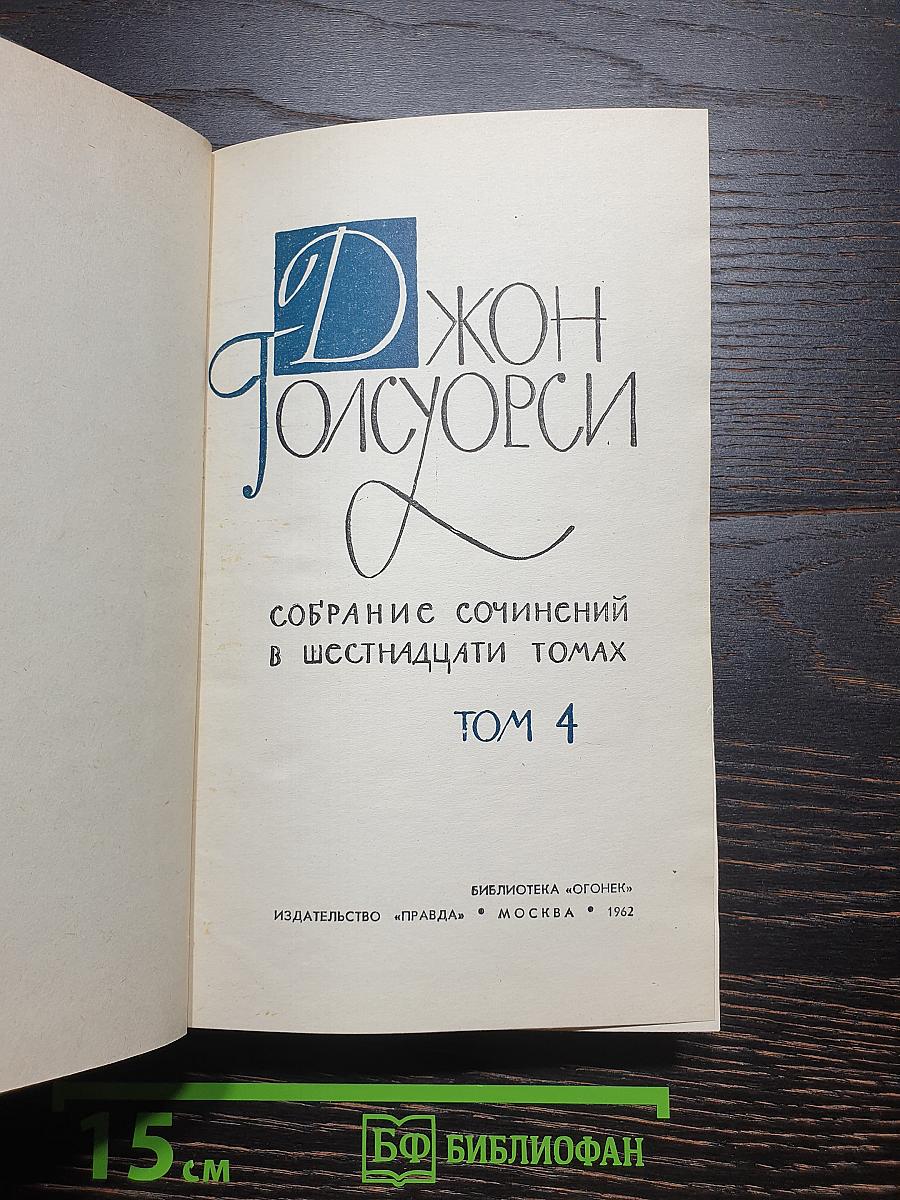 Джон
Голсуорси
СОБРАНИЕ СОЧИНЕНИЙ
В ШЕСТНАДЦАТИ ТОМАХ
ТОМ 4
БИБЛИОТЕКА «ОГОНЕК»
ИЗДАТЕЛЬСТВО «ПРАВДА» • МОСКВА • 1962
15 см
БФ БИБЛИОФАН